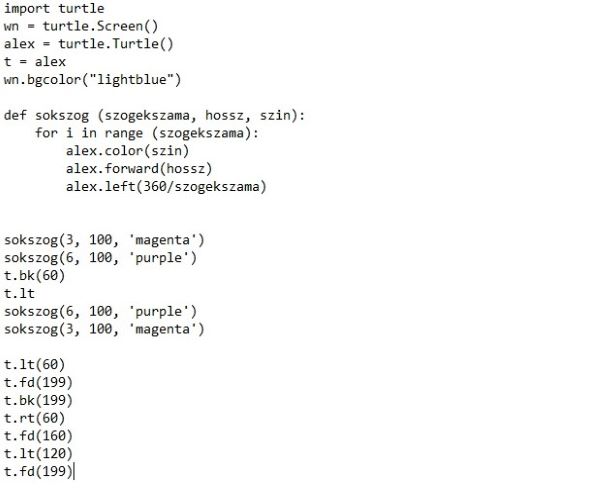 import turtle
wn = turtle.Screen()
alex = turtle.Turtle()
t = alex
wn.bgcolor("lightblue")
def sokszog (szogekszama, hossz, szin):
    for i in range (szogekszama):
        alex.color(szin)
        alex.forward(hossz)
        alex.left(360/szogekszama)
sokszog(3, 100, 'magenta')
sokszog(6, 100, 'purple')
t.bk(60)
t.lt
sokszog(6, 100, 'purple')
sokszog(3, 100, 'magenta')
t.lt(60)
t.fd(199)
t.bk(199)
t.rt(60)
t.fd(160)
t.lt(120)
t.fd(199)